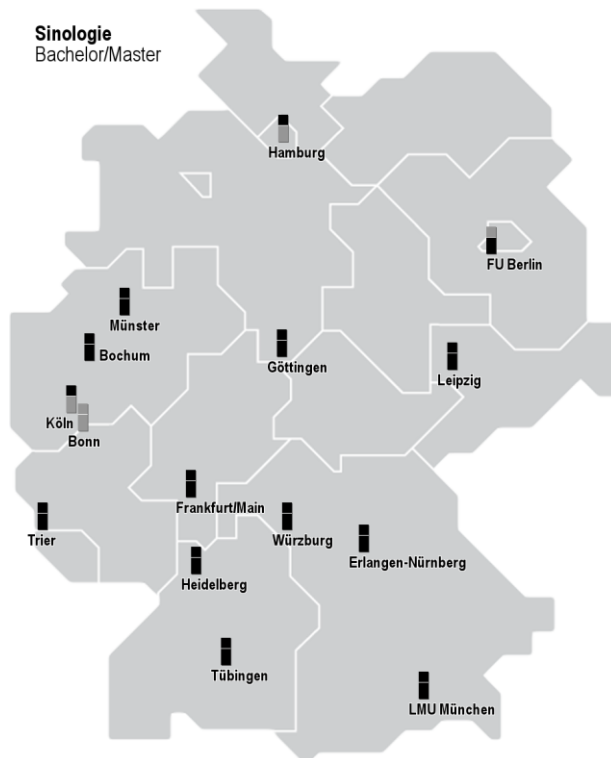 Sinologie
Bachelor/Master
Hamburg
FU Berlin
Münster
Bochum
Göttingen
Leipzig
Köln
Bonn
Frankfurt/Main
Trier
Würzburg
Erlangen-Nürnberg
Heidelberg
Tübingen
LMU München